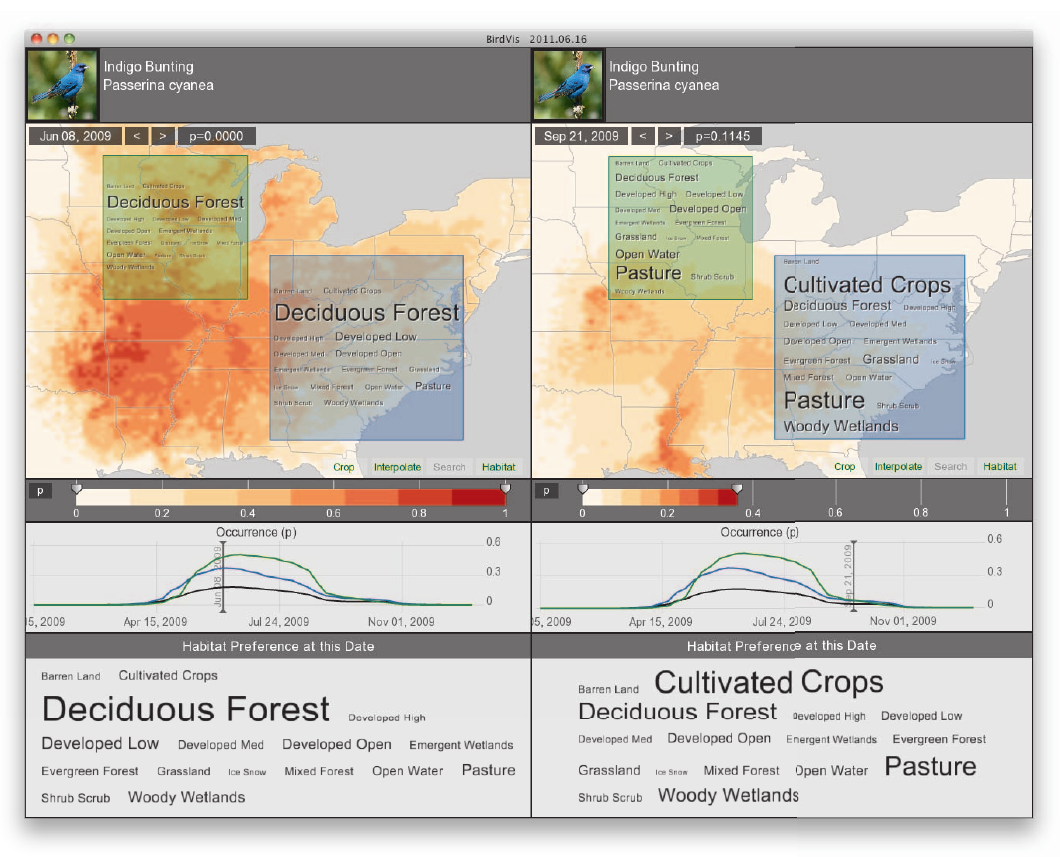 BirdVis 2011.06.16
Indigo Bunting
Passerina cyanea
Jun 08, 2009 < > p=0.0000
Barren Land Cultivated Crops
Deciduous Forest
Developed High Developed Low Developed Med
Developed Open Emergent Wetlands
Evergreen Forest Grassland Ice Snow Mixed Forest
Open Water Pasture Shrub Scrub
Woody Wetlands
Barren Land Cultivated Crops
Deciduous Forest
Developed High Developed Low
Developed Med Developed Open
Emergent Wetlands Evergreen Forest Grassland
Ice Snow Mixed Forest Open Water Pasture
Shrub Scrub Woody Wetlands
Crop Interpolate Search Habitat
p
0 0.2 0.4 0.6 0.8 1
Occurrence (p)
0.6
0.3
0
Jun 08, 2009
15, 2009 Apr 15, 2009 Jul 24, 2009 Nov 01, 2009
Habitat Preference at this Date
Barren Land Cultivated Crops
Deciduous Forest Developed High
Developed Low Developed Med Developed Open Emergent Wetlands
Evergreen Forest Grassland Ice Snow Mixed Forest Open Water Pasture
Shrub Scrub Woody Wetlands
Indigo Bunting
Passerina cyanea
Sep 21, 2009 < > p=0.1145
Barren Land Cultivated Crops
Deciduous Forest
Developed High Developed Low
Developed Med Developed Open
Emergent Wetlands Evergreen Forest
Grassland Ice Snow Mixed Forest
Open Water
Pasture Shrub Scrub
Woody Wetlands
Barren Land
Cultivated Crops
Deciduous Forest Developed High
Developed Low Developed Med
Developed Open Emergent Wetlands
Evergreen Forest Grassland Ice Snow
Mixed Forest Open Water
Pasture Shrub Scrub
Woody Wetlands
Crop Interpolate Search Habitat
p
0 0.2 0.4 0.6 0.8 1
Occurrence (p)
0.6
0.3
0
Sep 21, 2009
5, 2009 Apr 15, 2009 Jul 24, 2009 Nov 01, 2009
Habitat Preference at this Date
Barren Land Cultivated Crops
Deciduous Forest Developed High Developed Low
Developed Med Developed Open Emergent Wetlands Evergreen Forest
Grassland Ice Snow Mixed Forest Open Water Pasture
Shrub Scrub Woody Wetlands